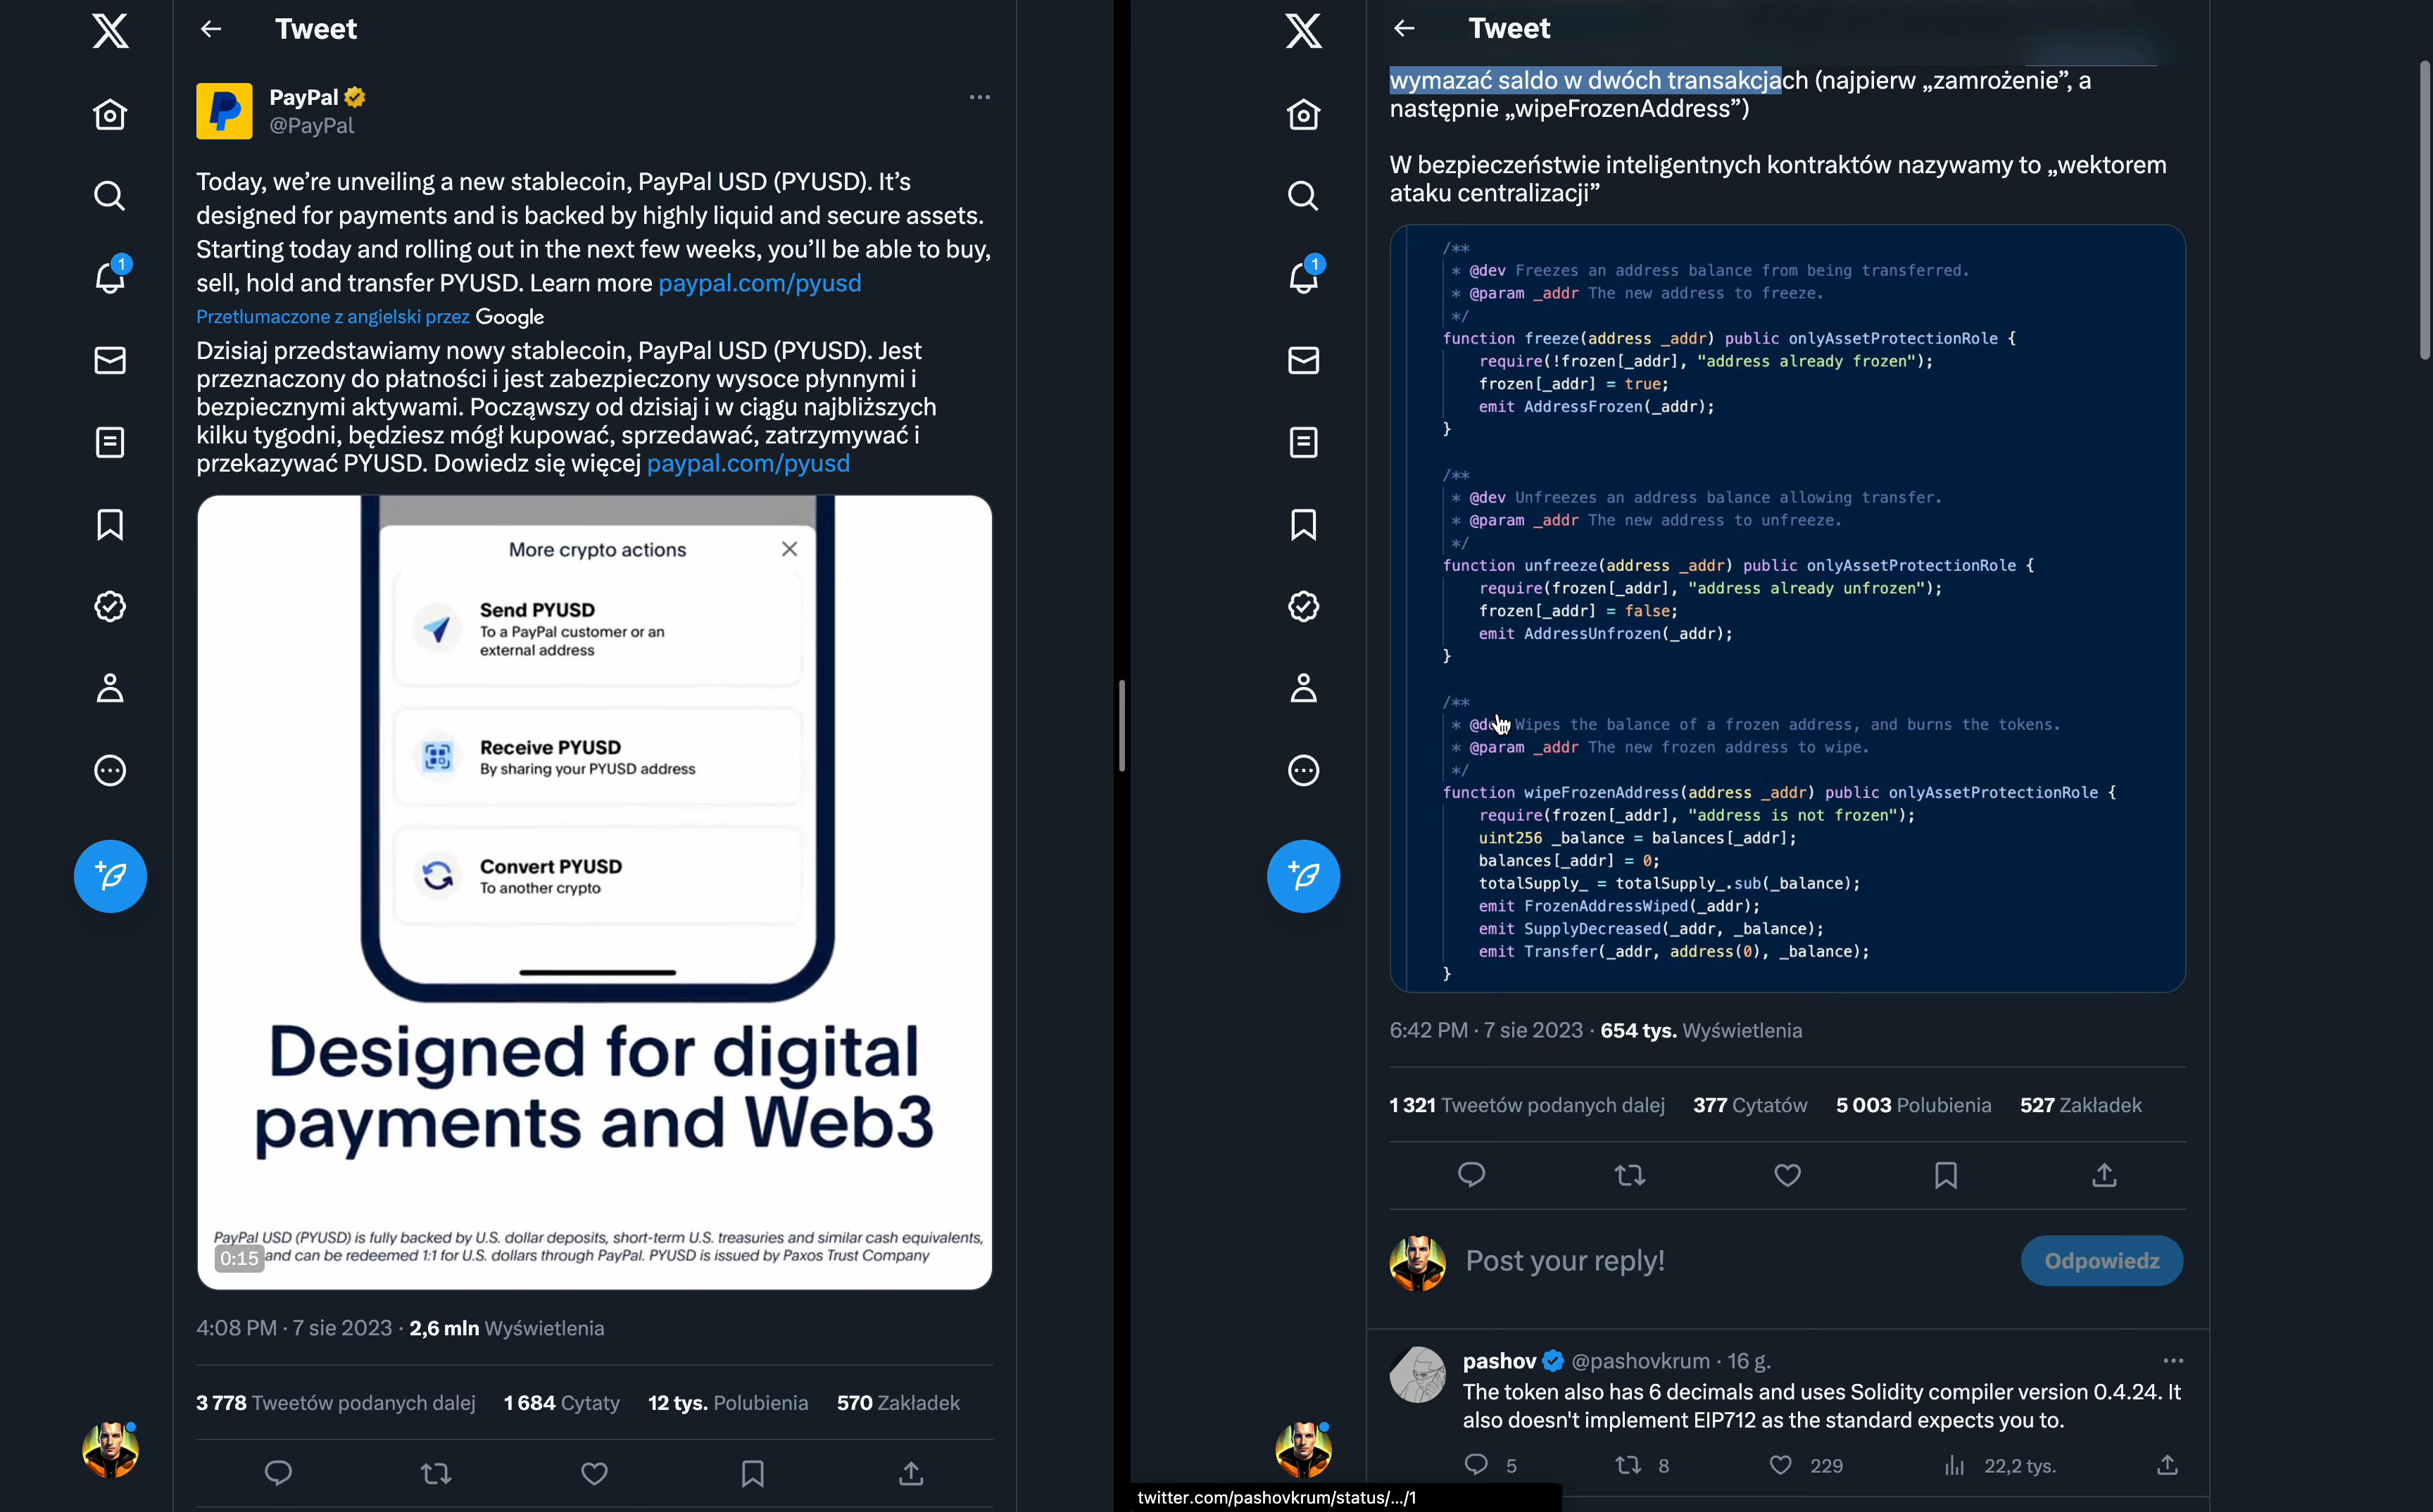 Tweet
PayPal
@PayPal
Today, we're unveiling a new stablecoin, PayPal USD (PYUSD). It's
designed for payments and is backed by highly liquid and secure assets.
Starting today and rolling out in the next few weeks, you'll be able to buy,
sell, hold and transfer PYUSD. Learn more paypal.com/pyusd
Przetłumaczone z angielski przez Google
Dzisiaj przedstawiamy nowy stablecoin, PayPal USD (PYUSD). Jest
przeznaczony do płatności i jest zabezpieczony wysoce płynnymi i
bezpiecznymi aktywami. Począwszy od dzisiaj i w ciągu najbliższych
kilku tygodni, będziesz mógł kupować, sprzedawać, zatrzymywać i
przekazywać PYUSD. Dowiedz się więcej paypal.com/pyusd
More crypto actions
Send PYUSD
To a PayPal customer or an
external address
Receive PYUSD
By sharing your PYUSD address
Convert PYUSD
To another crypto
Designed for digital
payments and Web3
PayPal USD (PYUSD) is fully backed by U.S. dollar deposits, short-term U.S. treasuries and similar cash equivalents,
and can be redeemed 1:1 for U.S. dollars through PayPal. PYUSD is issued by Paxos Trust Company
0:15
4:08 PM · 7 sie 2023 · 2,6 mln Wyświetlenia
3 778 Tweetów podanych dalej 1 684 Cytaty 12 tys. Polubienia 570 Zakładek
1
Tweet
wymazać saldo w dwóch transakcjach (najpierw „zamrożenie”, a
następnie „wipeFrozenAddress”)
W bezpieczeństwie inteligentnych kontraktów nazywamy to „wektorem
ataku centralizacji”
/**
* @dev Freezes an address balance from being transferred.
* @param _addr The new address to freeze.
*/
function freeze(address _addr) public onlyAssetProtectionRole {
require(!frozen[_addr], "address already frozen");
frozen[_addr] = true;
emit AddressFrozen(_addr);
}
/**
* @dev Unfreezes an address balance allowing transfer.
* @param _addr The new address to unfreeze.
*/
function unfreeze(address _addr) public onlyAssetProtectionRole {
require(frozen[_addr], "address already unfrozen");
frozen[_addr] = false;
emit AddressUnfrozen(_addr);
}
/**
* @de Wipes the balance of a frozen address, and burns the tokens.
* @param _addr The new frozen address to wipe.
*/
function wipeFrozenAddress(address _addr) public onlyAssetProtectionRole {
require(frozen[_addr], "address is not frozen");
uint256 _balance = balances[_addr];
balances[_addr] = 0;
totalSupply_ = totalSupply_.sub(_balance);
emit FrozenAddressWiped(_addr);
emit SupplyDecreased(_addr, _balance);
emit Transfer(_addr, address(0), _balance);
}
6:42 PM · 7 sie 2023 · 654 tys. Wyświetlenia
1 321 Tweetów podanych dalej 377 Cytatów 5 003 Polubienia 527 Zakładek
Post your reply!
Odpowiedz
pashov @pashovkrum · 16 g.
The token also has 6 decimals and uses Solidity compiler version 0.4.24. It
also doesn't implement EIP712 as the standard expects you to.
5 8 229 22,2 tys.
1
twitter.com/pashovkrum/status/.../1